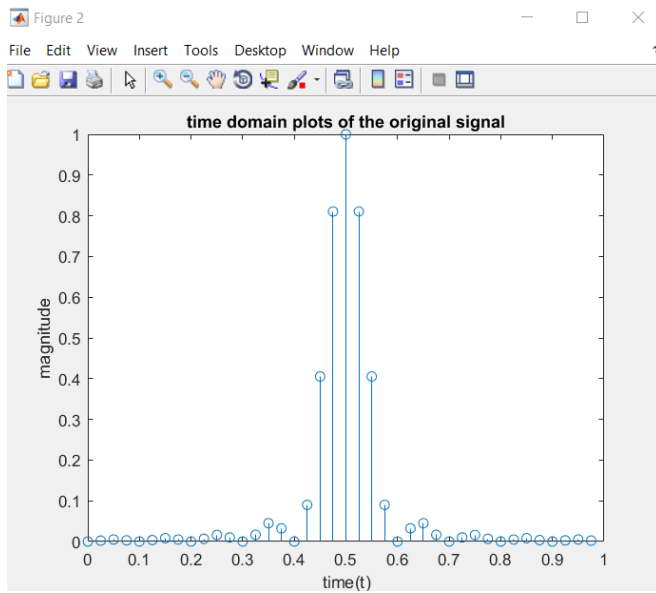 Figure 2
File Edit View Insert Tools Desktop Window Help
time domain plots of the original signal
1
0.9
0.8
0.7
0.6
0.5
0.4
0.3
0.2
0.1
0
magnitude
0 0.1 0.2 0.3 0.4 0.5 0.6 0.7 0.8 0.9 1
time(t)